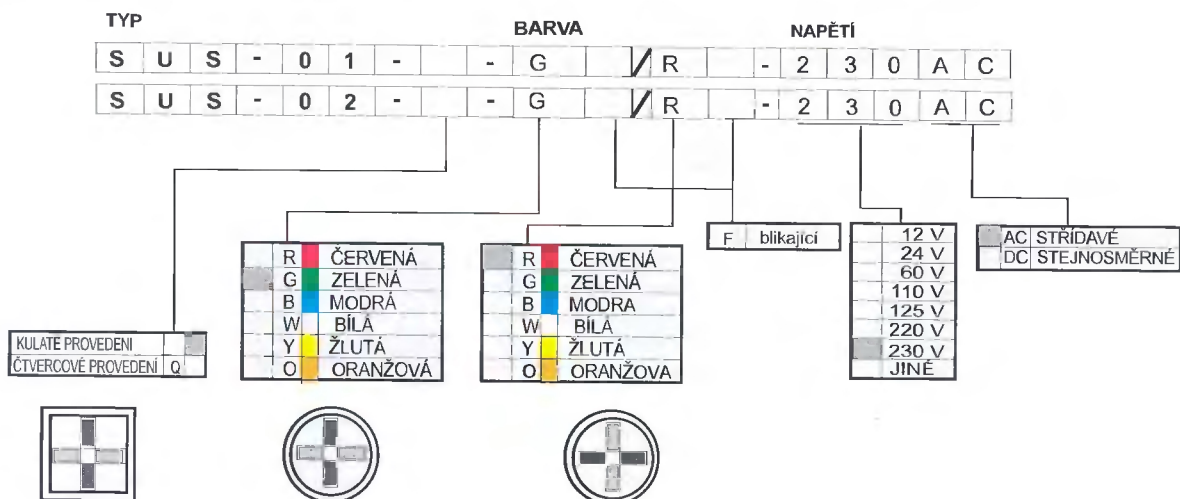 TYP BARVA NAPĚTÍ
S U S - 0 1 - - G / R - 2 3 0 A C
S U S - 0 2 - - G / R - 2 3 0 A C
F blikající
12 V
24 V
60 V
110 V
125 V
220 V
230 V
JINÉ
AC STŘÍDAVÉ
DC STEJNOSMĚRNÉ
R ČERVENÁ
G ZELENÁ
B MODRÁ
W BÍLÁ
Y ŽLUTÁ
O ORANŽOVÁ
R ČERVENÁ
G ZELENÁ
B MODRA
W BÍLÁ
Y ŽLUTÁ
O ORANŽOVA
KULATE PROVEDENI
ČTVERCOVÉ PROVEDENÍ Q